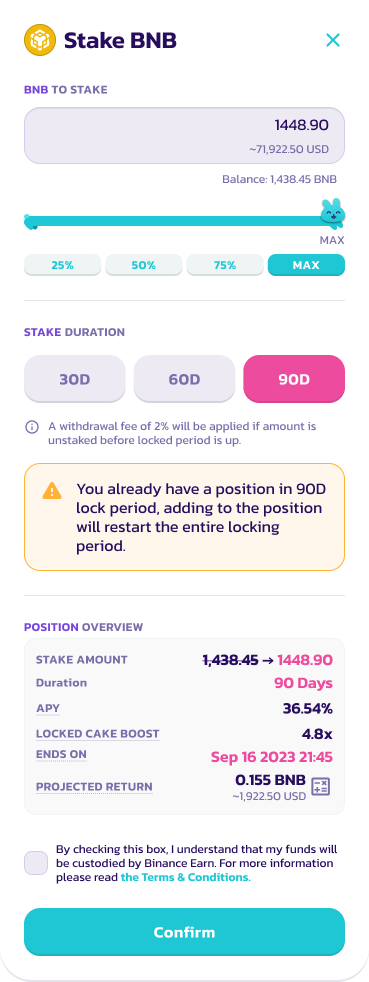 Stake BNB
BNB TO STAKE
1448.90
~71,922.50 USD
Balance: 1,438.45 BNB
MAX
25% 50% 75% MAX
STAKE DURATION
30D 60D 90D
A withdrawal fee of 2% will be applied if amount is
unstaked before locked period is up.
You already have a position in 90D
lock period, adding to the position
will restart the entire locking
period.
POSITION OVERVIEW
STAKE AMOUNT 1,438.45 → 1448.90
Duration 90 Days
APY 36.54%
LOCKED CAKE BOOST 4.8x
ENDS ON Sep 16 2023 21:45
PROJECTED RETURN 0.155 BNB
~1,922.50 USD
By checking this box, I understand that my funds will
be custodied by Binance Earn. For more information
please read the Terms & Conditions.
Confirm